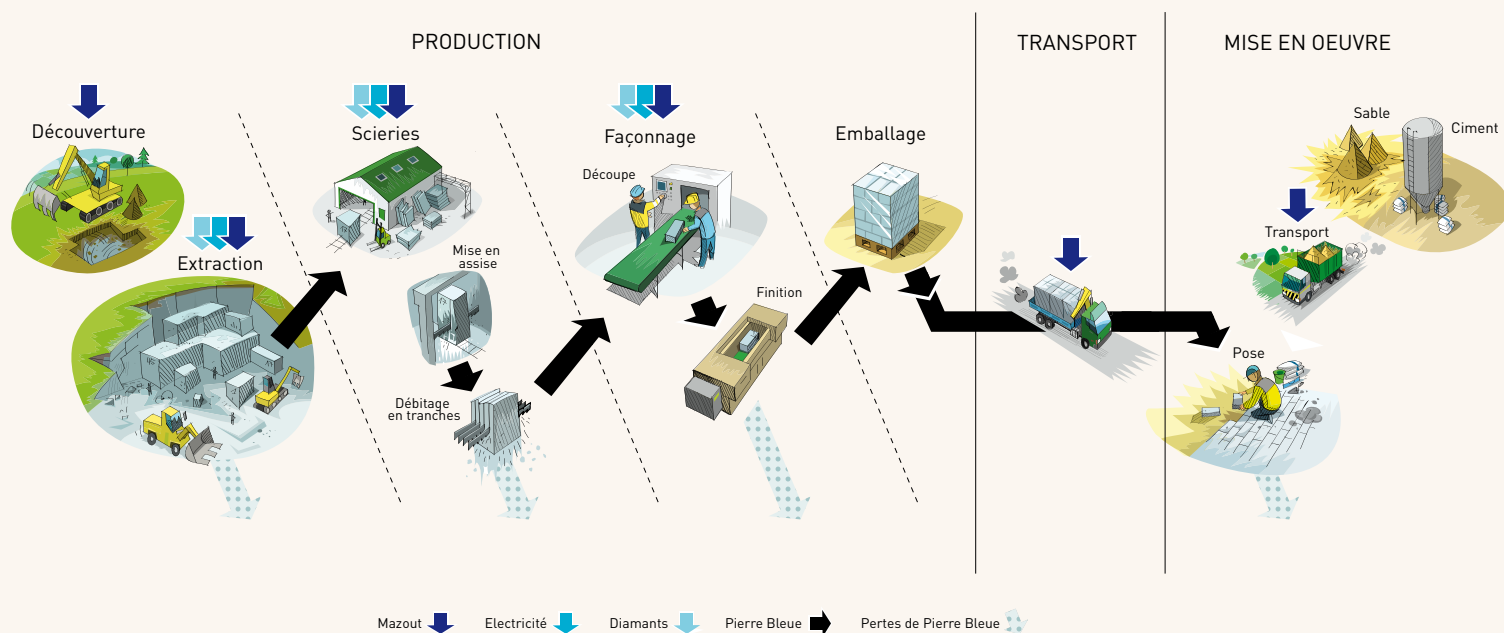 PRODUCTION
TRANSPORT
MISE EN OEUVRE
Découverture
Extraction
Scieries
Mise en
assise
Débitage
en tranches
Façonnage
Découpe
Finition
Emballage
Sable
Ciment
Transport
Pose
Mazout
Electricité
Diamants
Pierre Bleue
Pertes de Pierre Bleue